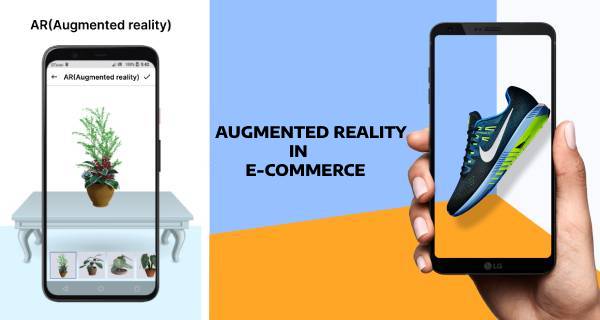 AR(Augmented reality)
AR(Augmented reality)
AUGMENTED REALITY
IN
E-COMMERCE
LG